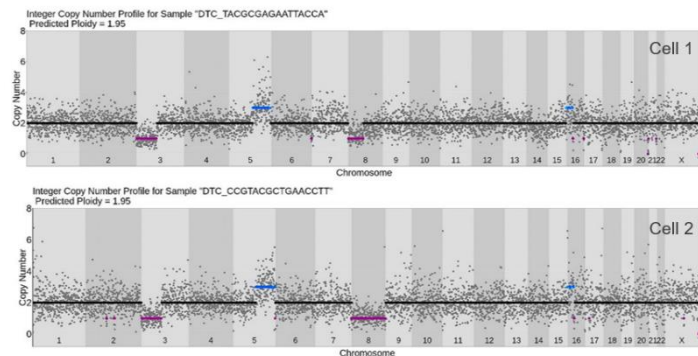 Integer Copy Number Profile for Sample "DTC_TACGCGAGAATTACCA"
Predicted Ploidy = 1.95
Cell 1
Copy Number
8
6
4
2
0
1 2 3 4 5 6 7 8 9 10 11 12 13 14 15 16 17 18 19 20 21 22 X
Chromosome
Integer Copy Number Profile for Sample "DTC_CCGTACGCTGAACCTT"
Predicted Ploidy = 1.95
Cell 2
Copy Number
8
6
4
2
0
1 2 3 4 5 6 7 8 9 10 11 12 13 14 15 16 17 18 19 20 21 22 X
Chromosome